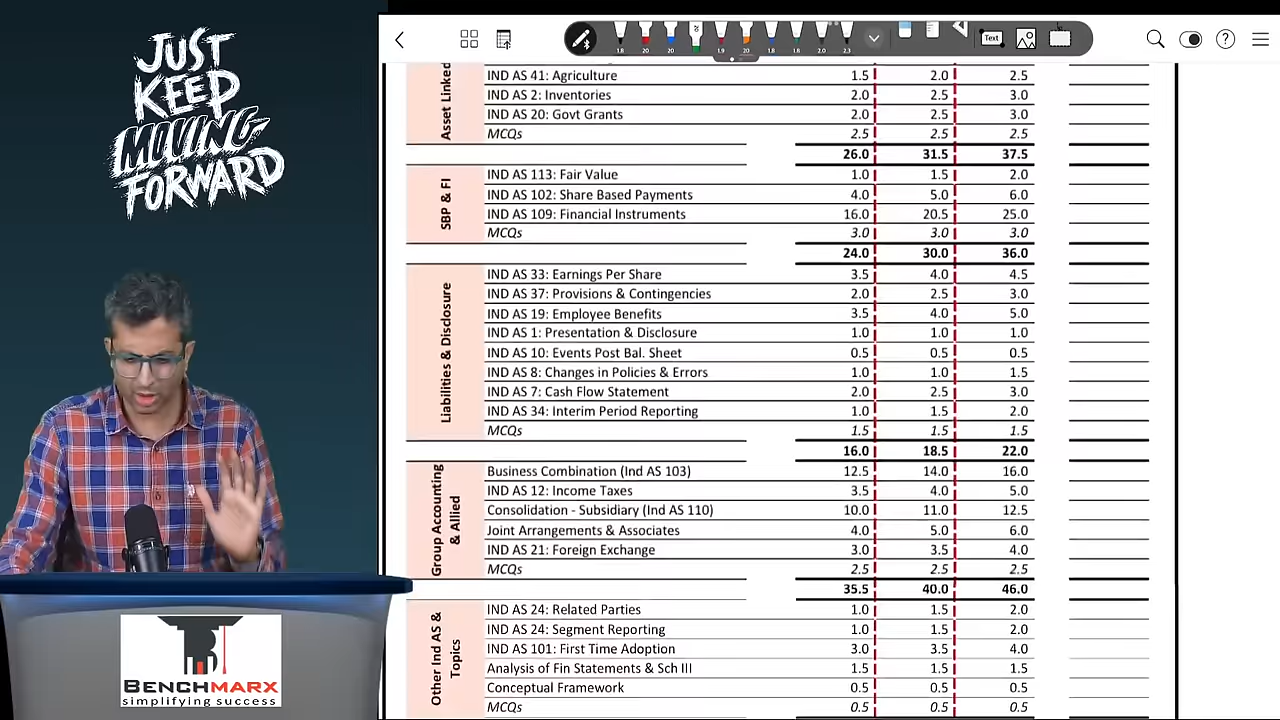 JUST
KEEP
MOVING
FORWARD
BENCHMARX
simplifying success
1.8 20 20 1.9 20 1.8 1.8 2.0 2.3
Text
Asset Linked
IND AS 41: Agriculture 1.5 2.0 2.5
IND AS 2: Inventories 2.0 2.5 3.0
IND AS 20: Govt Grants 2.0 2.5 3.0
MCQs 2.5 2.5 2.5
26.0 31.5 37.5
SBP & FI
IND AS 113: Fair Value 1.0 1.5 2.0
IND AS 102: Share Based Payments 4.0 5.0 6.0
IND AS 109: Financial Instruments 16.0 20.5 25.0
MCQs 3.0 3.0 3.0
24.0 30.0 36.0
Liabilities & Disclosure
IND AS 33: Earnings Per Share 3.5 4.0 4.5
IND AS 37: Provisions & Contingencies 2.0 2.5 3.0
IND AS 19: Employee Benefits 3.5 4.0 5.0
IND AS 1: Presentation & Disclosure 1.0 1.0 1.0
IND AS 10: Events Post Bal. Sheet 0.5 0.5 0.5
IND AS 8: Changes in Policies & Errors 1.0 1.0 1.5
IND AS 7: Cash Flow Statement 2.0 2.5 3.0
IND AS 34: Interim Period Reporting 1.0 1.5 2.0
MCQs 1.5 1.5 1.5
16.0 18.5 22.0
Group Accounting
& Allied
Business Combination (Ind AS 103) 12.5 14.0 16.0
IND AS 12: Income Taxes 3.5 4.0 5.0
Consolidation - Subsidiary (Ind AS 110) 10.0 11.0 12.5
Joint Arrangements & Associates 4.0 5.0 6.0
IND AS 21: Foreign Exchange 3.0 3.5 4.0
MCQs 2.5 2.5 2.5
35.5 40.0 46.0
Other Ind AS &
Topics
IND AS 24: Related Parties 1.0 1.5 2.0
IND AS 24: Segment Reporting 1.0 1.5 2.0
IND AS 101: First Time Adoption 3.0 3.5 4.0
Analysis of Fin Statements & Sch III 1.5 1.5 1.5
Conceptual Framework 0.5 0.5 0.5
MCQs 0.5 0.5 0.5